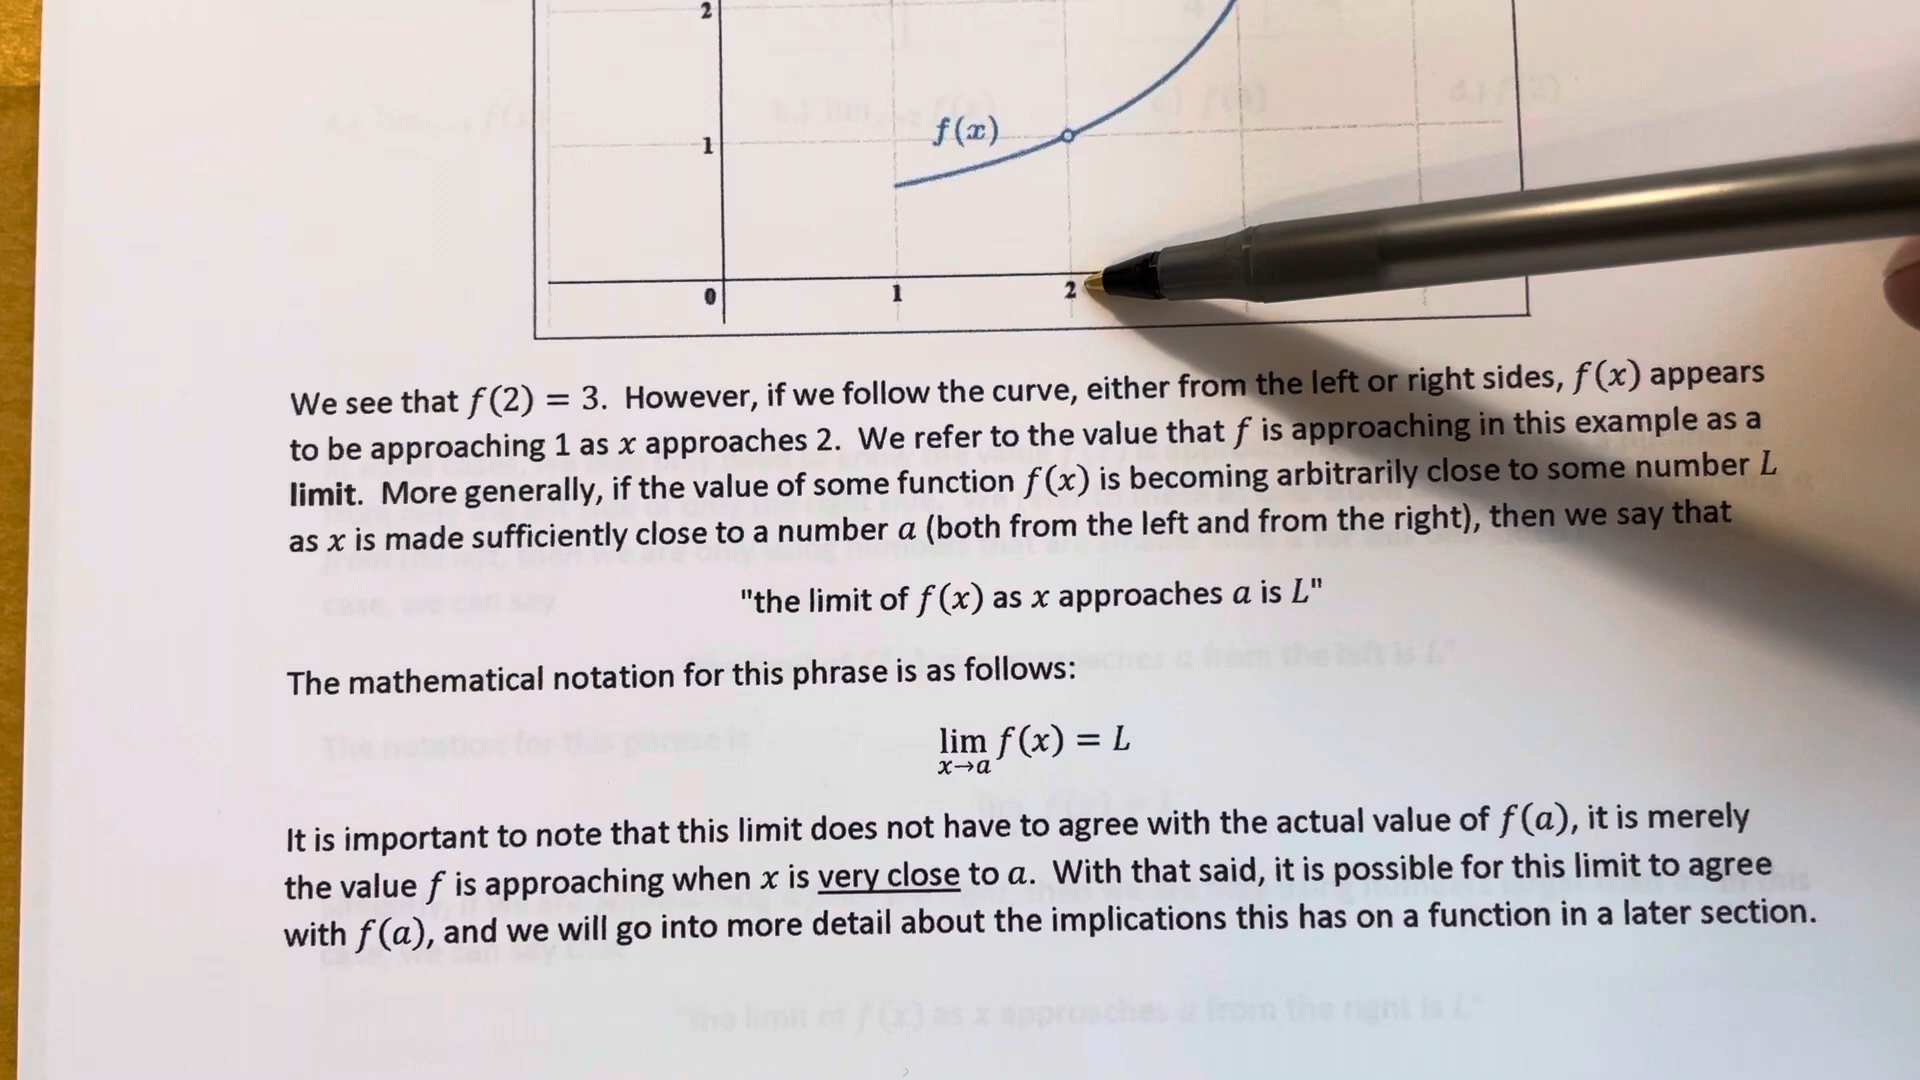 2
f(x)
1
0 1 2
We see that f(2) = 3. However, if we follow the curve, either from the left or right sides, f(x) appears
to be approaching 1 as x approaches 2. We refer to the value that f is approaching in this example as a
limit. More generally, if the value of some function f(x) is becoming arbitrarily close to some number L
as x is made sufficiently close to a number a (both from the left and from the right), then we say that
"the limit of f(x) as x approaches a is L"
The mathematical notation for this phrase is as follows:
lim f(x) = L
x→a
It is important to note that this limit does not have to agree with the actual value of f(a), it is merely
the value f is approaching when x is very close to a. With that said, it is possible for this limit to agree
with f(a), and we will go into more detail about the implications this has on a function in a later section.